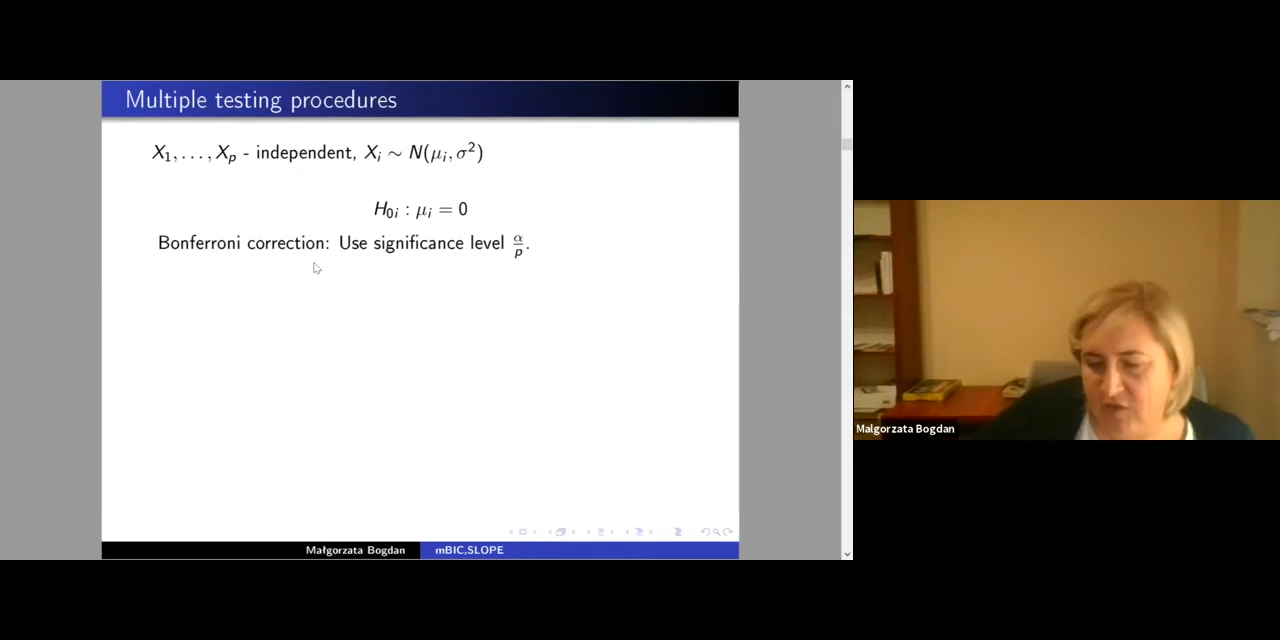 Multiple testing procedures
X₁, . . . , Xₚ - independent, Xᵢ ∼ N(μᵢ, σ²)
H₀ᵢ : μᵢ = 0
Bonferroni correction: Use significance level α/p.
Małgorzata Bogdan
mBIC,SLOPE
Malgorzata Bogdan